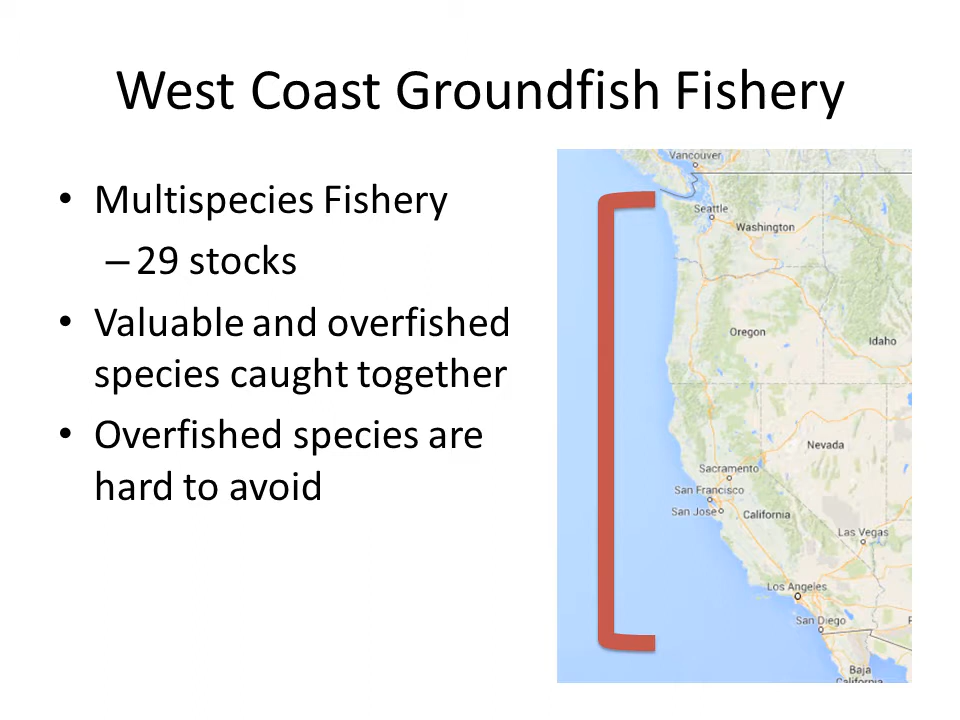 West Coast Groundfish Fishery
• Multispecies Fishery
– 29 stocks
• Valuable and overfished
species caught together
• Overfished species are
hard to avoid
Vancouver
Seattle
Washington
Oregon
Idaho
Nevada
Sacramento
San Francisco
San Jose
California
Las Vegas
Los Angeles
San Diego
Baja
California